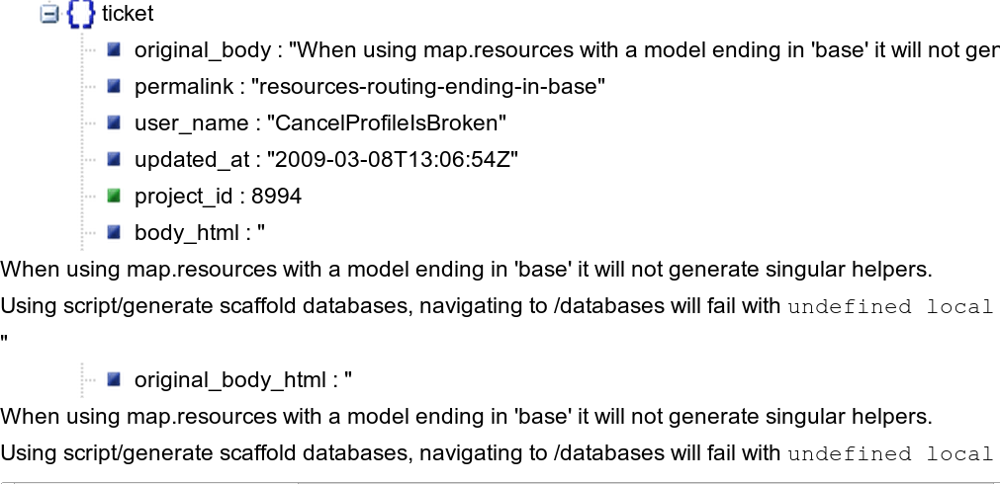 ticket
original_body : "When using map.resources with a model ending in 'base' it will not gen
permalink : "resources-routing-ending-in-base"
user_name : "CancelProfileIsBroken"
updated_at : "2009-03-08T13:06:54Z"
project_id : 8994
body_html : "
When using map.resources with a model ending in 'base' it will not generate singular helpers.
Using script/generate scaffold databases, navigating to /databases will fail with undefined local
"
original_body_html : "
When using map.resources with a model ending in 'base' it will not generate singular helpers.
Using script/generate scaffold databases, navigating to /databases will fail with undefined local